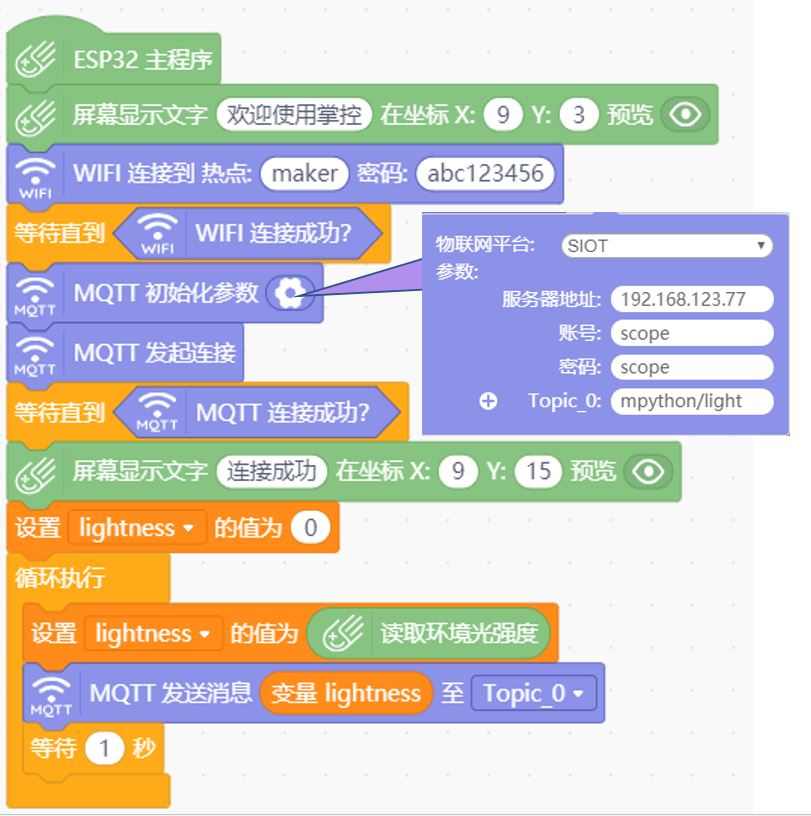 ESP32 主程序
屏幕显示文字 欢迎使用掌控 在坐标 X: 9 Y: 3 预览
WIFI WIFI 连接到 热点: maker 密码: abc123456
等待直到 WIFI WIFI 连接成功?
MQTT MQTT 初始化参数
物联网平台: SIOT
参数:
服务器地址: 192.168.123.77
账号: scope
密码: scope
Topic_0: mpython/light
MQTT MQTT 发起连接
等待直到 MQTT MQTT 连接成功?
屏幕显示文字 连接成功 在坐标 X: 9 Y: 15 预览
设置 lightness 的值为 0
循环执行
设置 lightness 的值为 读取环境光强度
MQTT MQTT 发送消息 变量 lightness 至 Topic_0
等待 1 秒